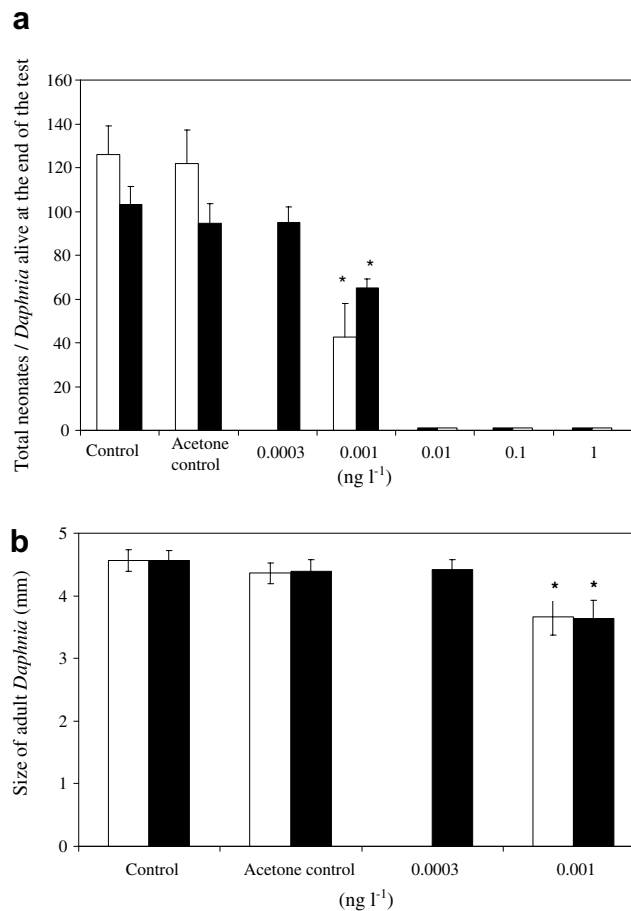 a
Total neonates / Daphnia alive at the end of the test
160
140
120
100
80
60
40
20
0
* *
Control Acetone control 0.0003 0.001 0.01 0.1 1
(ng l⁻¹)
b
Size of adult Daphnia (mm)
5
4
3
2
1
0
* *
Control Acetone control 0.0003 0.001
(ng l⁻¹)